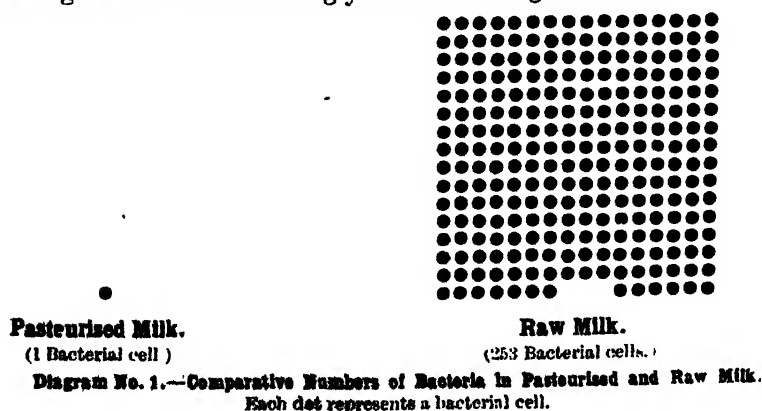 Pasteurised Milk.
(1 Bacterial cell )
Raw Milk.
(253 Bacterial cells. )
Diagram No. 1.—Comparative Numbers of Bacteria in Pasteurised and Raw Milk.
Each dot represents a bacterial cell.